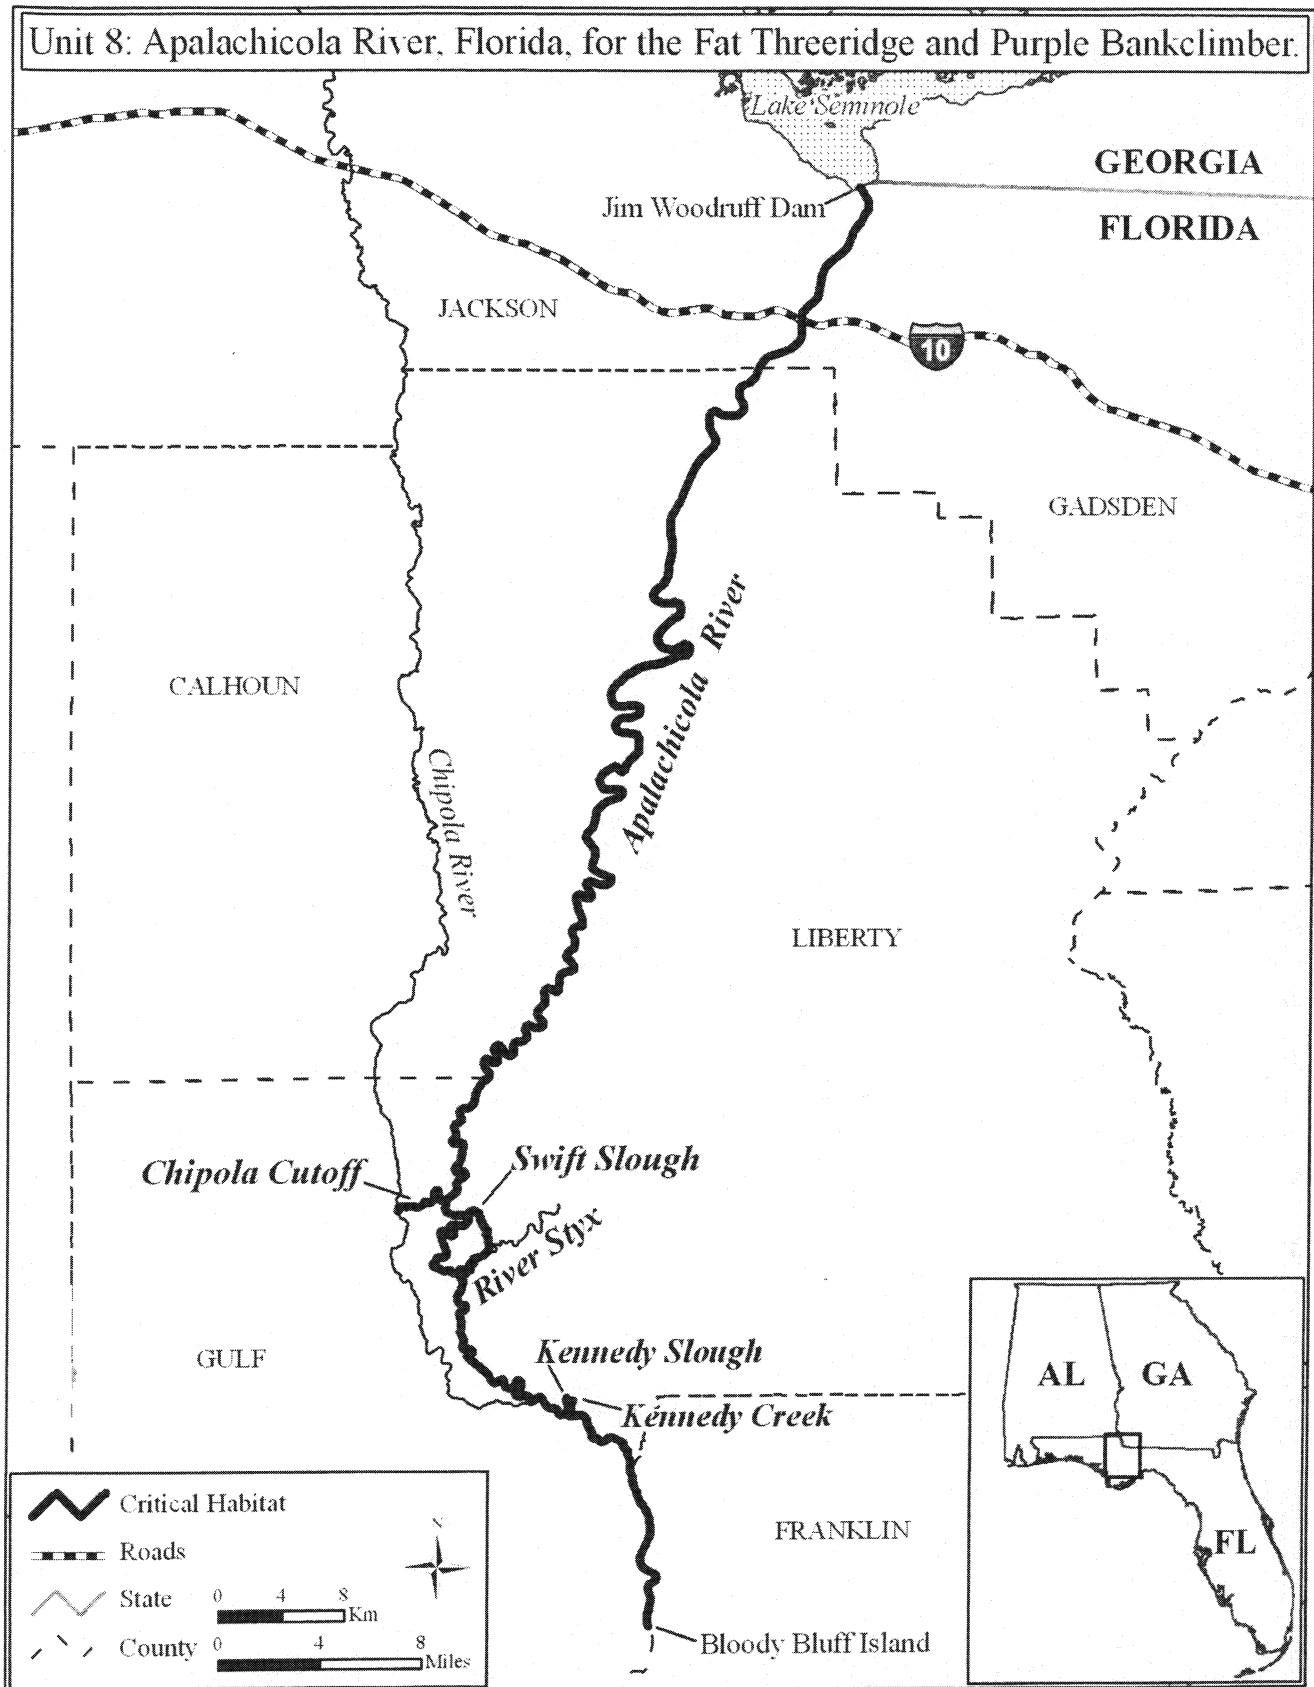 Unit 8: Apalachicola River, Florida, for the Fat Threeridge and Purple Bankclimber.
Lake Seminole
GEORGIA
Jim Woodruff Dam
FLORIDA
JACKSON
10
GADSDEN
Apalachicola River
CALHOUN
Chipola River
LIBERTY
Chipola Cutoff
Swift Slough
River Styx
GULF
Kennedy Slough
Kennedy Creek
AL
GA
FL
FRANKLIN
Bloody Bluff Island
Critical Habitat
Roads
State
County
N
0 4 8
Km
0 4 8
Miles